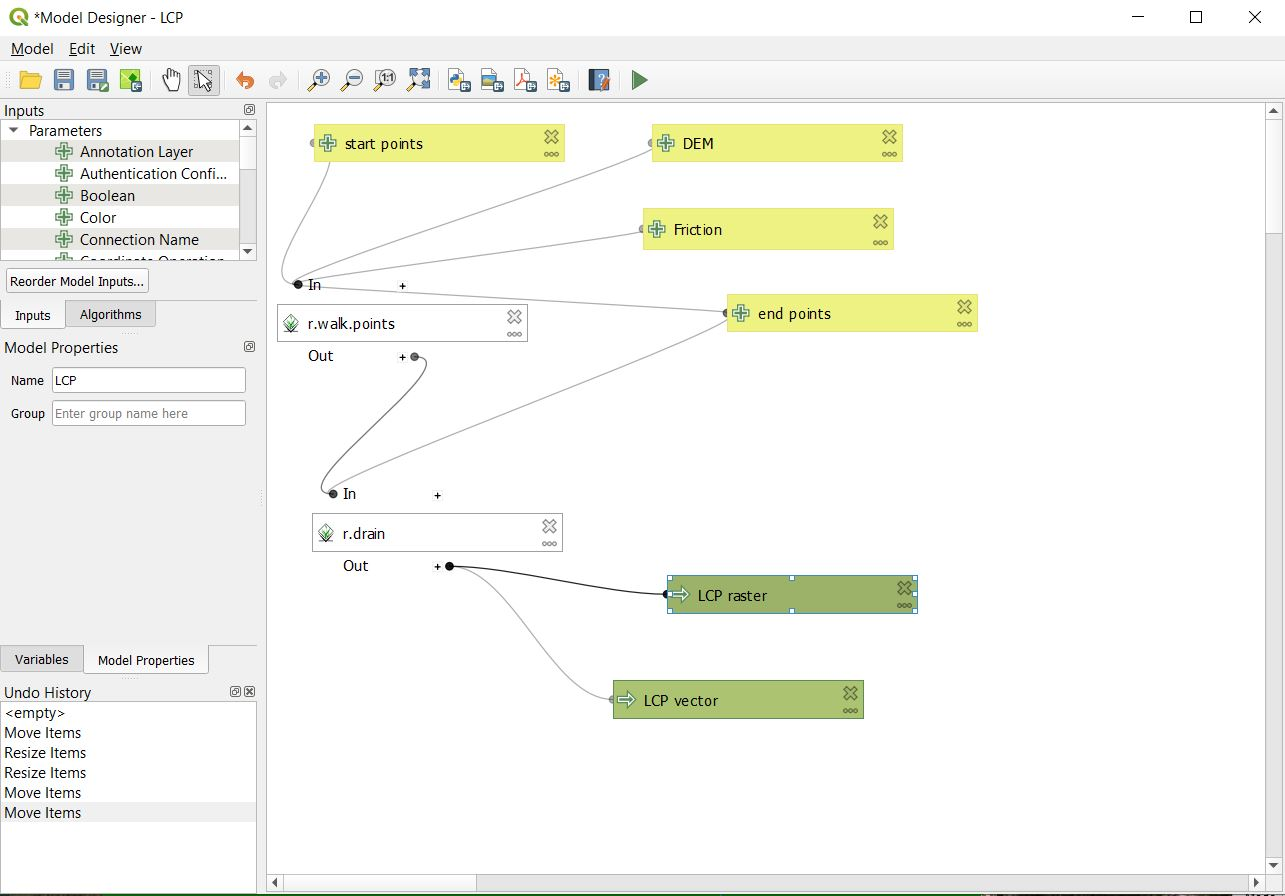 *Model Designer - LCP
Model Edit View
1:1
?
Inputs
Parameters
Annotation Layer
Authentication Confi...
Boolean
Color
Connection Name
Reorder Model Inputs...
Inputs Algorithms
Model Properties
Name LCP
Group Enter group name here
Variables Model Properties
Undo History
<empty>
Move Items
Resize Items
Resize Items
Move Items
Move Items
start points
DEM
Friction
In +
end points
r.walk.points
Out +
In +
r.drain
Out +
LCP raster
LCP vector